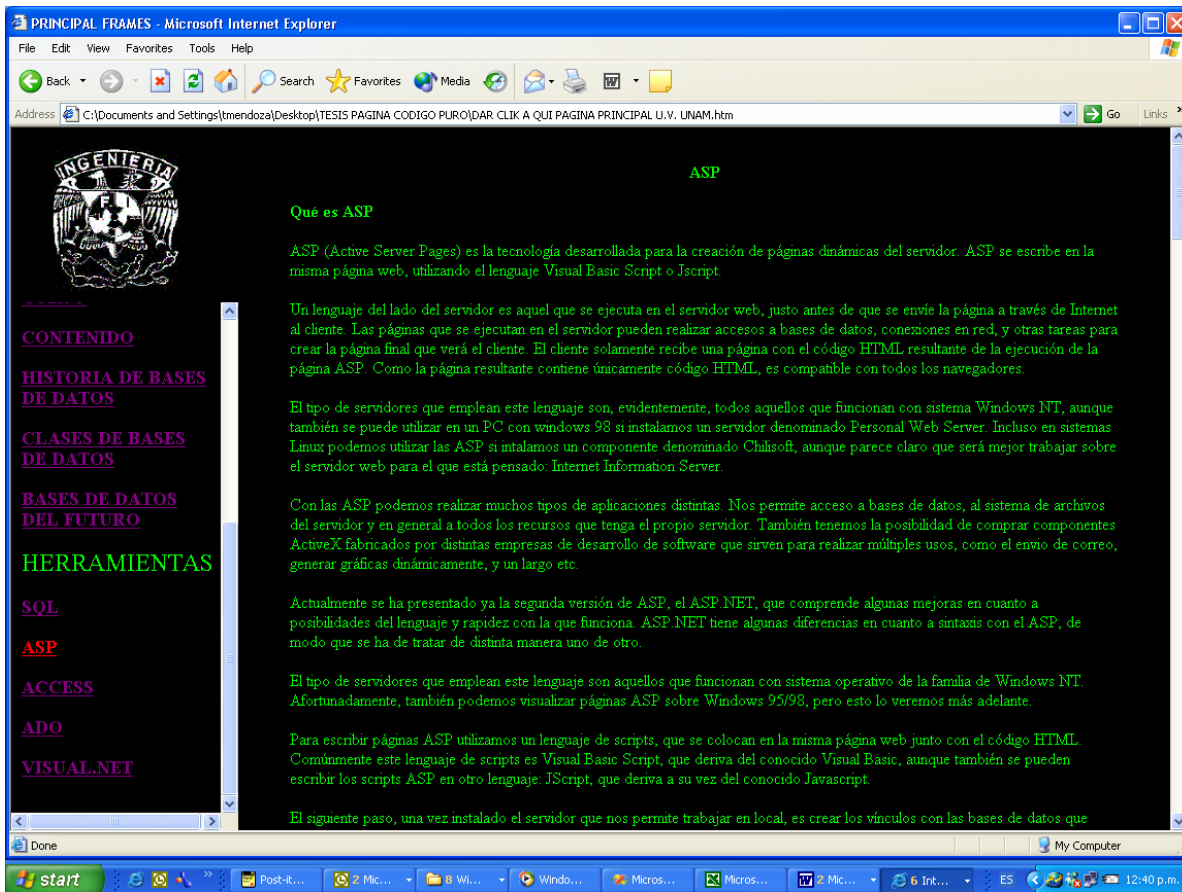 PRINCIPAL FRAMES - Microsoft Internet Explorer
File Edit View Favorites Tools Help
Back Search Favorites Media
Address C:\Documents and Settings\tmendoza\Desktop\TESIS PAGINA CODIGO PURO\DAR CLIK A QUI PAGINA PRINCIPAL U.V. UNAM.htm Go Links
INGENIERIA
CONTENIDO
HISTORIA DE BASES
DE DATOS
CLASES DE BASES
DE DATOS
BASES DE DATOS
DEL FUTURO
HERRAMIENTAS
SQL
ASP
ACCESS
ADO
VISUAL.NET
ASP
Qué es ASP
ASP (Active Server Pages) es la tecnología desarrollada para la creación de páginas dinámicas del servidor. ASP se escribe en la
misma página web, utilizando el lenguaje Visual Basic Script o Jscript.
Un lenguaje del lado del servidor es aquel que se ejecuta en el servidor web, justo antes de que se envíe la página a través de Internet
al cliente. Las páginas que se ejecutan en el servidor pueden realizar accesos a bases de datos, conexiones en red, y otras tareas para
crear la página final que verá el cliente. El cliente solamente recibe una página con el código HTML resultante de la ejecución de la
página ASP. Como la página resultante contiene únicamente código HTML, es compatible con todos los navegadores.
El tipo de servidores que emplean este lenguaje son, evidentemente, todos aquellos que funcionan con sistema Windows NT, aunque
también se puede utilizar en un PC con windows 98 si instalamos un servidor denominado Personal Web Server. Incluso en sistemas
Linux podemos utilizar las ASP si intalamos un componente denominado Chilisoft, aunque parece claro que será mejor trabajar sobre
el servidor web para el que está pensado: Internet Information Server.
Con las ASP podemos realizar muchos tipos de aplicaciones distintas. Nos permite acceso a bases de datos, al sistema de archivos
del servidor y en general a todos los recursos que tenga el propio servidor. También tenemos la posibilidad de comprar componentes
ActiveX fabricados por distintas empresas de desarrollo de software que sirven para realizar múltiples usos, como el envio de correo,
generar gráficas dinámicamente, y un largo etc.
Actualmente se ha presentado ya la segunda versión de ASP, el ASP.NET, que comprende algunas mejoras en cuanto a
posibilidades del lenguaje y rapidez con la que funciona. ASP.NET tiene algunas diferencias en cuanto a sintaxis con el ASP, de
modo que se ha de tratar de distinta manera uno de otro.
El tipo de servidores que emplean este lenguaje son aquellos que funcionan con sistema operativo de la familia de Windows NT.
Afortunadamente, también podemos visualizar páginas ASP sobre Windows 95/98, pero esto lo veremos más adelante.
Para escribir páginas ASP utilizamos un lenguaje de scripts, que se colocan en la misma página web junto con el código HTML.
Comúnmente este lenguaje de scripts es Visual Basic Script, que deriva del conocido Visual Basic, aunque también se pueden
escribir los scripts ASP en otro lenguaje: JScript, que deriva a su vez del conocido Javascript.
El siguiente paso, una vez instalado el servidor que nos permite trabajar en local, es crear los vínculos con las bases de datos que
Done My Computer
start Post-it... 2 Mic... 8 Wi... Windo... Micros... Micros... 2 Mic... 6 Int... ES 12:40 p.m.